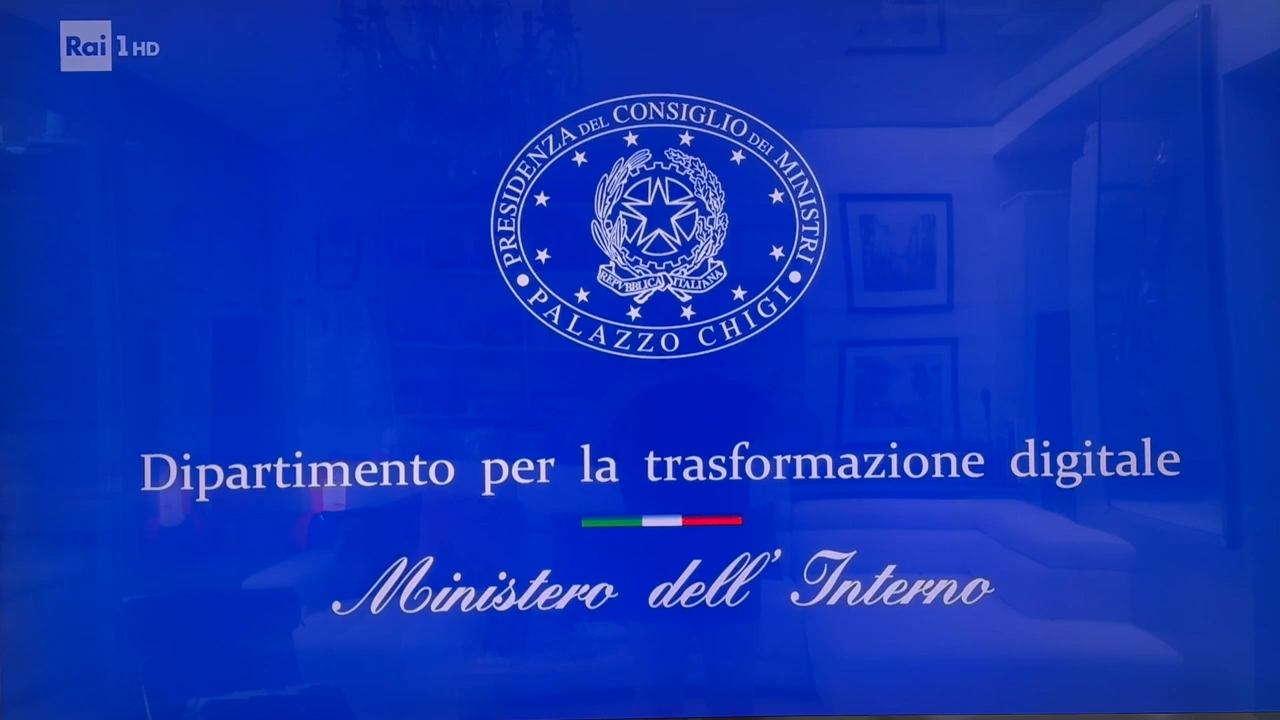 Rai 1 HD
PRESIDENZA DEL CONSIGLIO DEI MINISTRI
REPVBBLICA ITALIANA
• PALAZZO CHIGI •
Dipartimento per la trasformazione digitale
Ministero dell' Interno